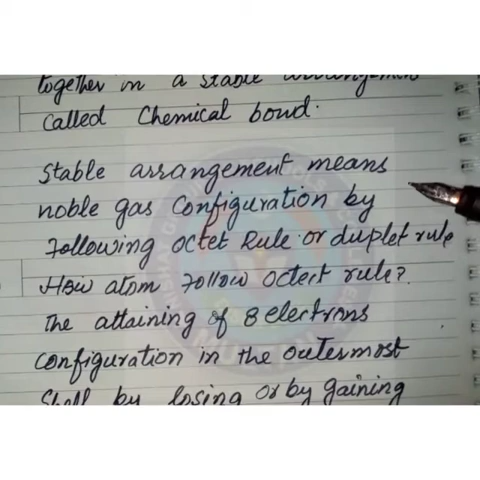 together in a stable arrangement
called Chemical bond.
Stable arrangement means
noble gas Configuration by
Following octet Rule or duplet rule
How atom Follow octect rule?
The attaining of 8 electrons
configuration in the outermost
Shell by losing or by gaining